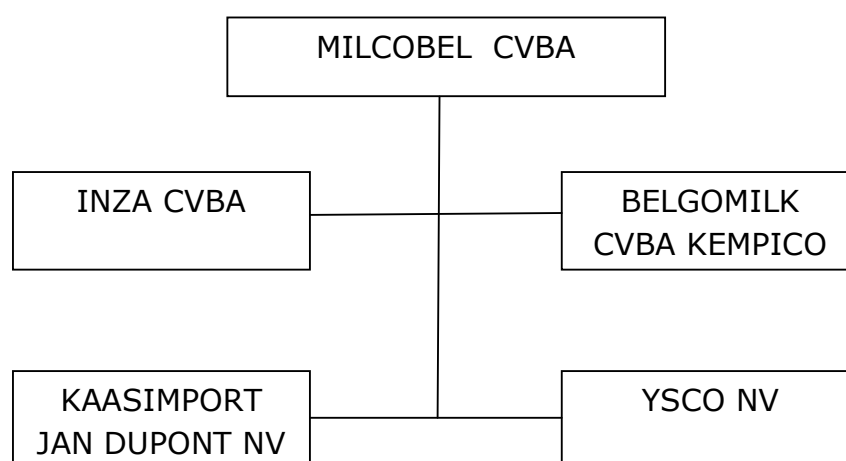 MILCOBEL CVBA
INZA CVBA
BELGOMILK
CVBA KEMPICO
KAASIMPORT
JAN DUPONT NV
YSCO NV